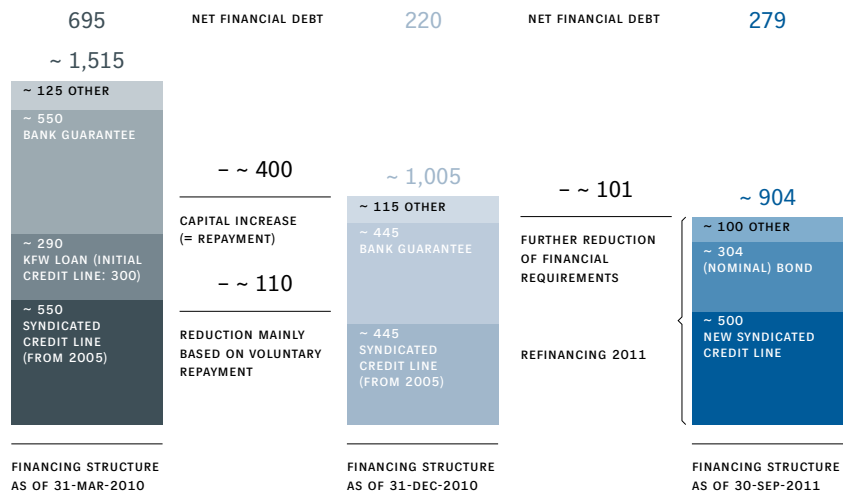 695
NET FINANCIAL DEBT
220
NET FINANCIAL DEBT
279
~ 1,515
~ 125 OTHER
~ 550
BANK GUARANTEE
~ 290
KFW LOAN (INITIAL
CREDIT LINE: 300)
~ 550
SYNDICATED
CREDIT LINE
(FROM 2005)
FINANCING STRUCTURE
AS OF 31-MAR-2010
– ~ 400
CAPITAL INCREASE
(= REPAYMENT)
– ~ 110
REDUCTION MAINLY
BASED ON VOLUNTARY
REPAYMENT
~ 1,005
~ 115 OTHER
~ 445
BANK GUARANTEE
~ 445
SYNDICATED
CREDIT LINE
(FROM 2005)
FINANCING STRUCTURE
AS OF 31-DEC-2010
– ~ 101
FURTHER REDUCTION
OF FINANCIAL
REQUIREMENTS
REFINANCING 2011
~ 904
~ 100 OTHER
~ 304
(NOMINAL) BOND
~ 500
NEW SYNDICATED
CREDIT LINE
FINANCING STRUCTURE
AS OF 30-SEP-2011